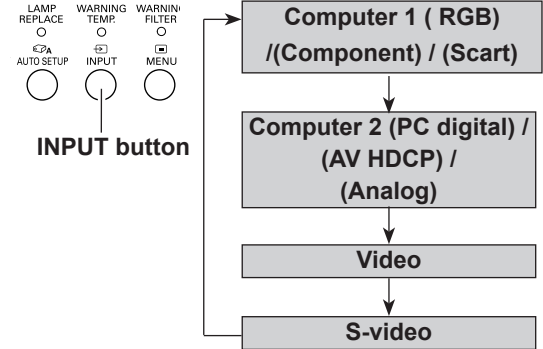 LAMP REPLACE
WARNING TEMP.
WARNIN FILTER
AUTO SETUP
INPUT
MENU
INPUT button
Computer 1 ( RGB)
/(Component) / (Scart)
Computer 2 (PC digital) /
(AV HDCP) /
(Analog)
Video
S-video